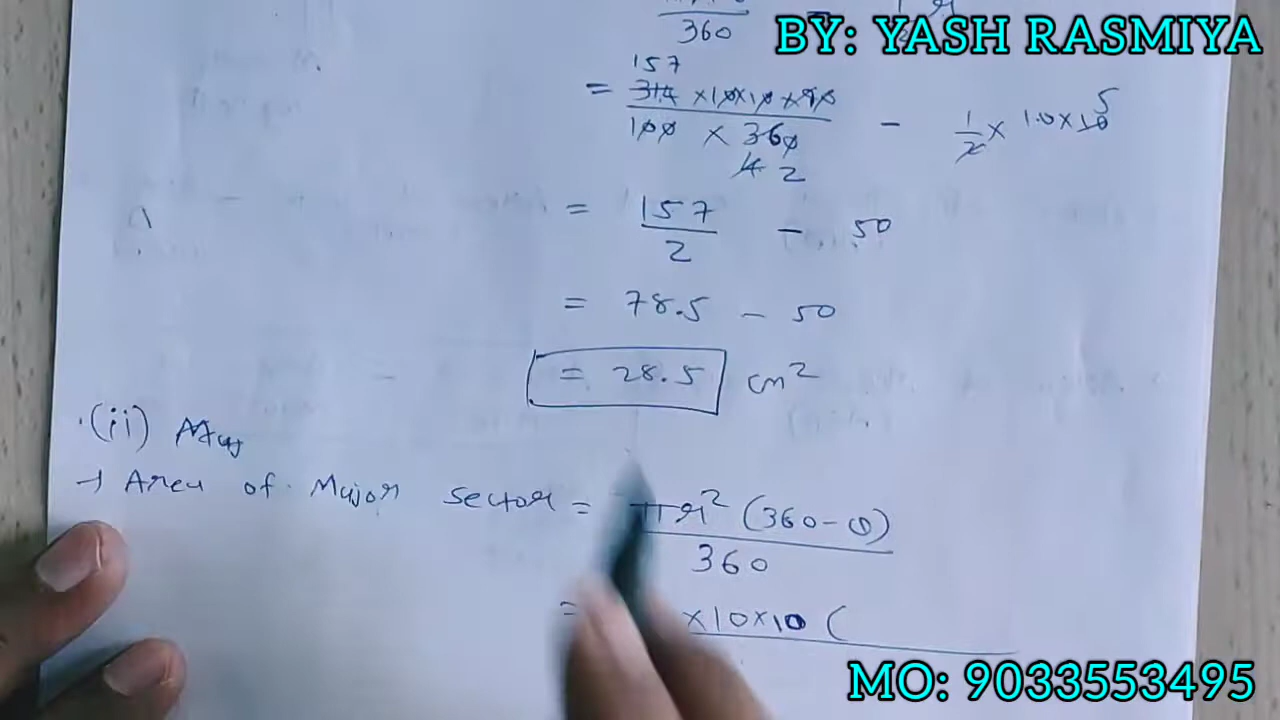 BY: YASH RASMIYA
360
157
= 314 ×10×10 ×90 / 100 × 360 - 1/2 × 10×10 5
4 2
= 157/2 - 50
= 78.5 - 50
= 28.5 cm²
(ii)
→ Area of Major sector = πr² (360-θ) / 360
= ×10×10 (
MO: 9033553495